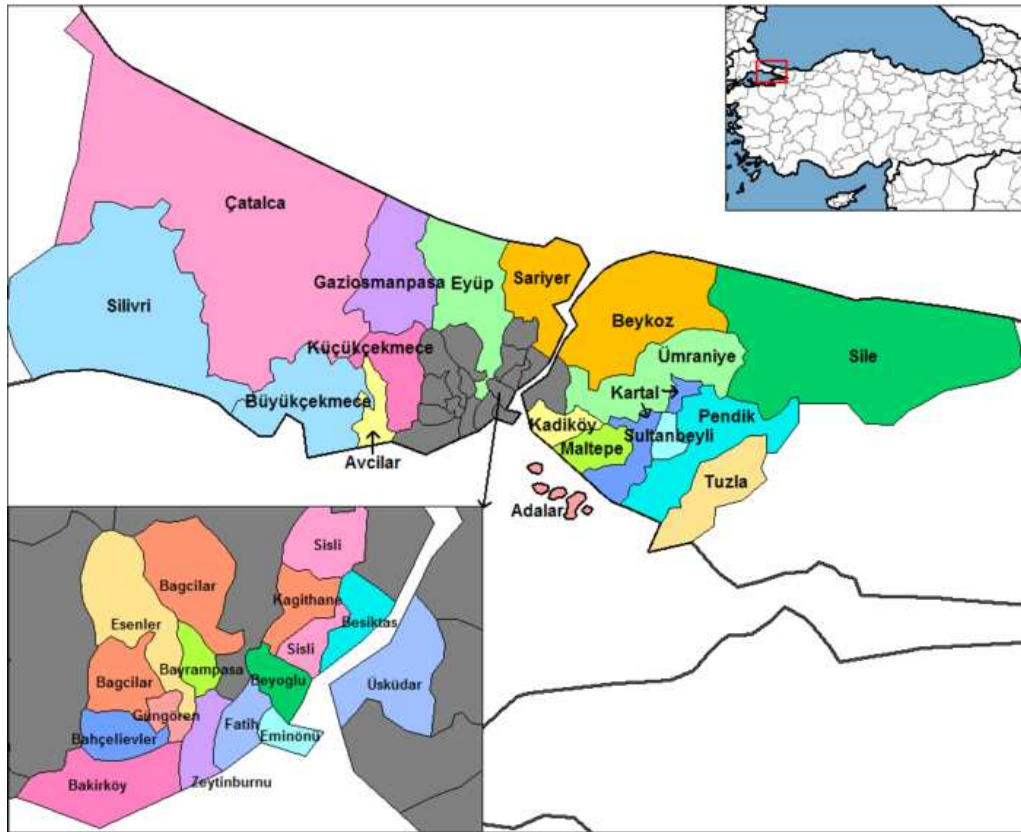 Çatalca
Gaziosmanpasa
Eyüp
Sariyer
Silivri
Beykoz
Küçükçekmece
Ümraniye
Sile
Büyükçekmece
Kartal
Kadiköy
Sultanbeyli
Pendik
Maltepe
Avcilar
Tuzla
Adalar
Sisli
Bagcilar
Kagithane
Esenler
Besiktas
Sisli
Bayrampasa
Beyoglu
Bagcilar
Üsküdar
Güngören
Fatih
Eminönü
Bahçelievler
Bakirköy
Zeytinburnu